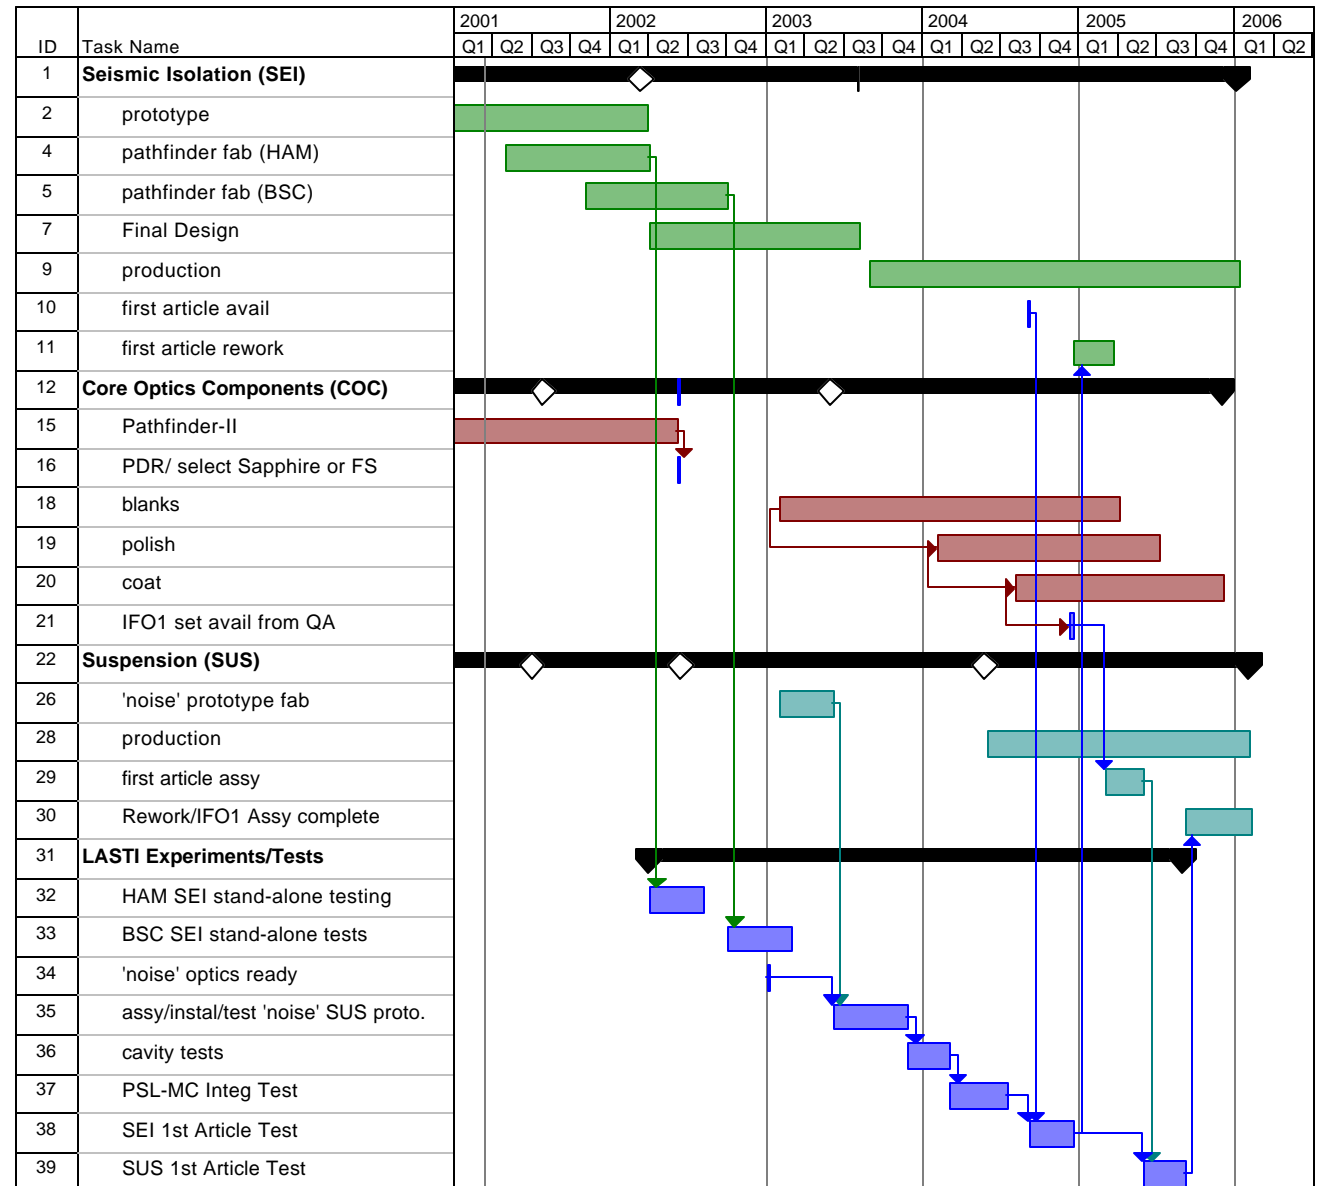 2001 2002 2003 2004 2005 2006
ID Task Name Q1 Q2 Q3 Q4 Q1 Q2 Q3 Q4 Q1 Q2 Q3 Q4 Q1 Q2 Q3 Q4 Q1 Q2 Q3 Q4 Q1 Q2
1 Seismic Isolation (SEI)
2 prototype
4 pathfinder fab (HAM)
5 pathfinder fab (BSC)
7 Final Design
9 production
10 first article avail
11 first article rework
12 Core Optics Components (COC)
15 Pathfinder-II
16 PDR/ select Sapphire or FS
18 blanks
19 polish
20 coat
21 IFO1 set avail from QA
22 Suspension (SUS)
26 'noise' prototype fab
28 production
29 first article assy
30 Rework/IFO1 Assy complete
31 LASTI Experiments/Tests
32 HAM SEI stand-alone testing
33 BSC SEI stand-alone tests
34 'noise' optics ready
35 assy/instal/test 'noise' SUS proto.
36 cavity tests
37 PSL-MC Integ Test
38 SEI 1st Article Test
39 SUS 1st Article Test